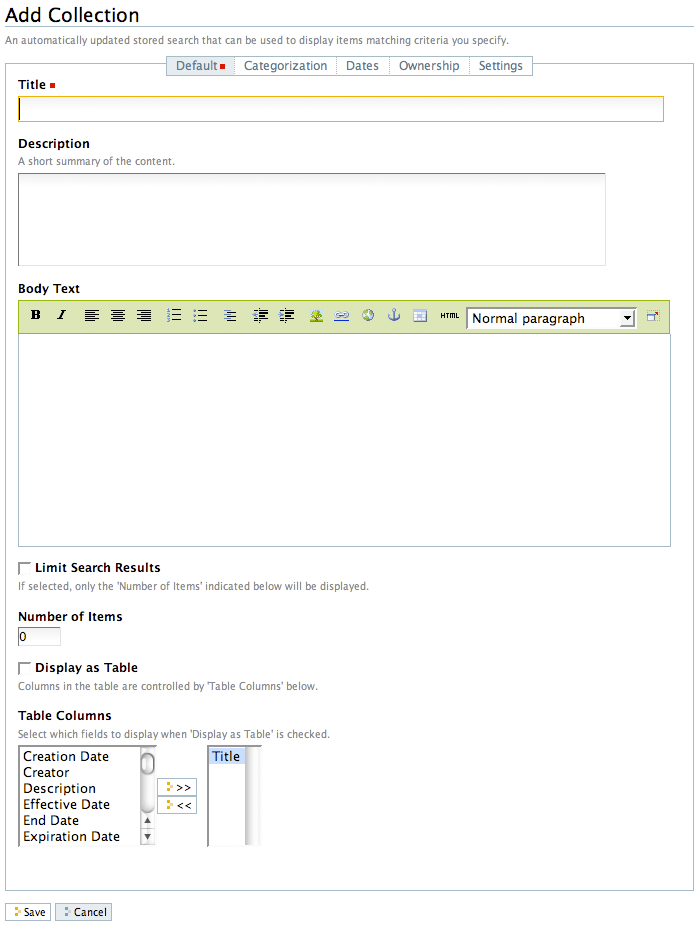 Add Collection
An automatically updated stored search that can be used to display items matching criteria you specify.
Default Categorization Dates Ownership Settings
Title
Description
A short summary of the content.
Body Text
B I HTML Normal paragraph
Limit Search Results
If selected, only the 'Number of Items' indicated below will be displayed.
Number of Items
0
Display as Table
Columns in the table are controlled by 'Table Columns' below.
Table Columns
Select which fields to display when 'Display as Table' is checked.
Creation Date
Creator
Description
Effective Date
End Date
Expiration Date
>>
<<
Title
Save Cancel